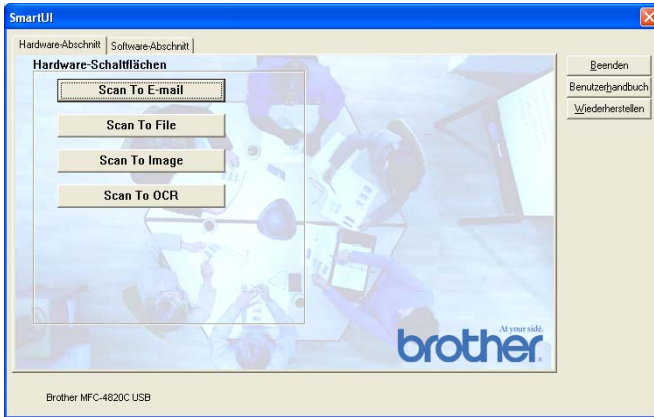 SmartUI
Hardware-Abschnitt
Software-Abschnitt
Hardware-Schaltflächen
Scan To E-mail
Scan To File
Scan To Image
Scan To OCR
Beenden
Benutzerhandbuch
Wiederherstellen
At your side.
brother
Brother MFC-4820C USB